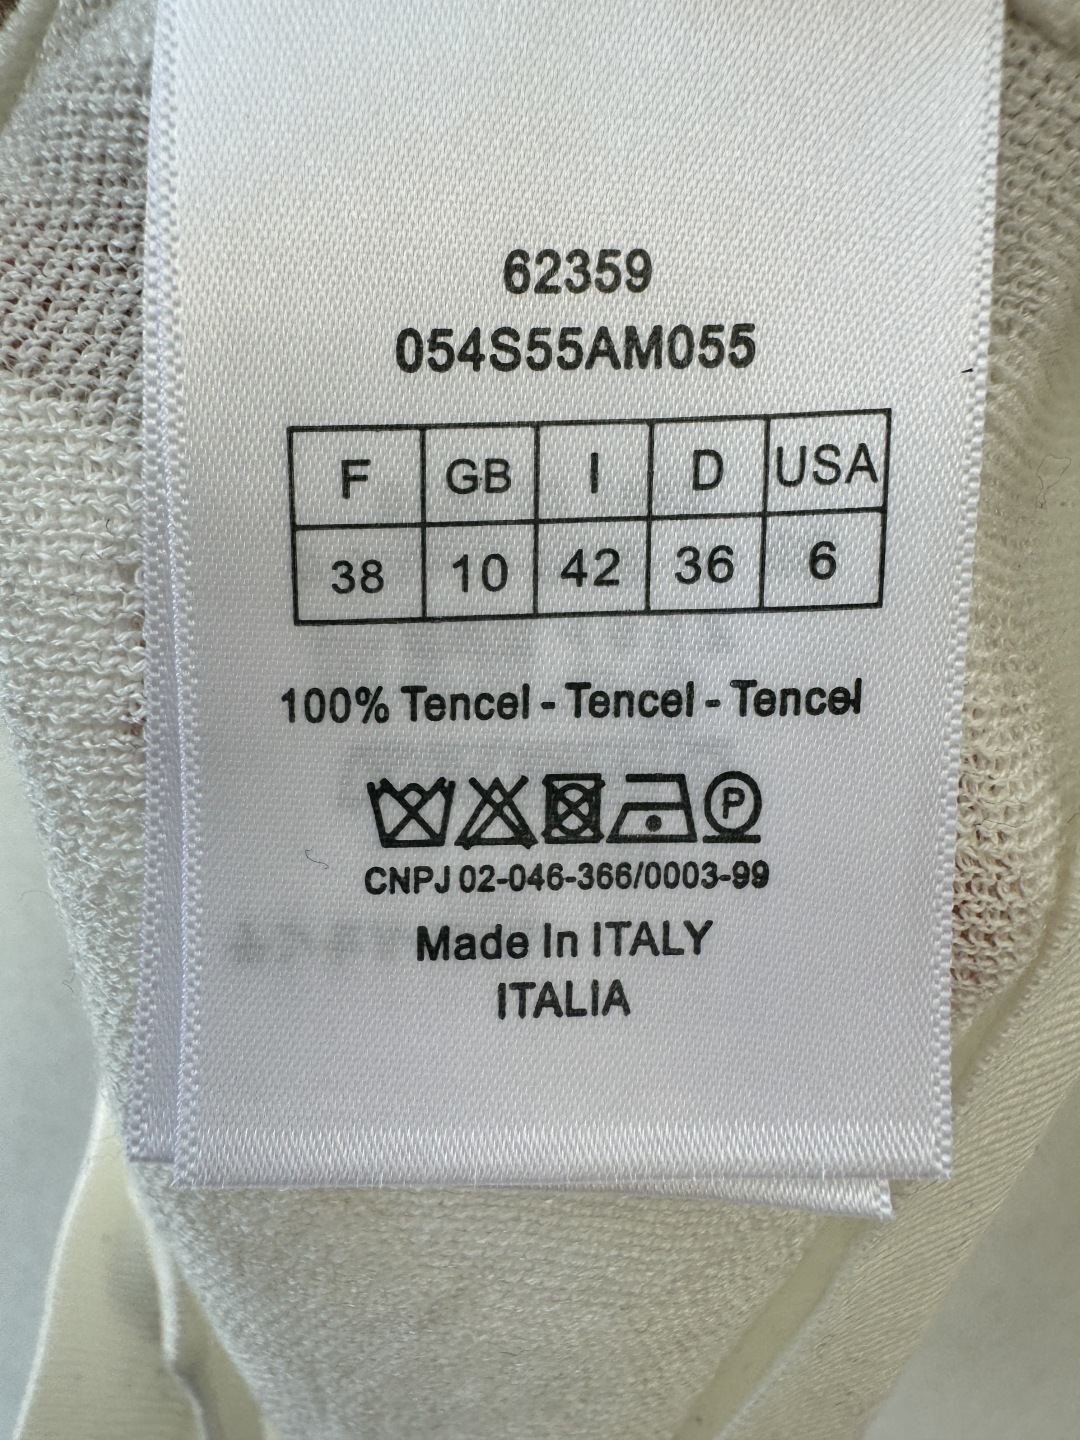 62359
054S55AM055
F GB I D USA
38 10 42 36 6
100% Tencel - Tencel - Tencel
P
CNPJ 02-046-366/0003-99
Made In ITALY
ITALIA